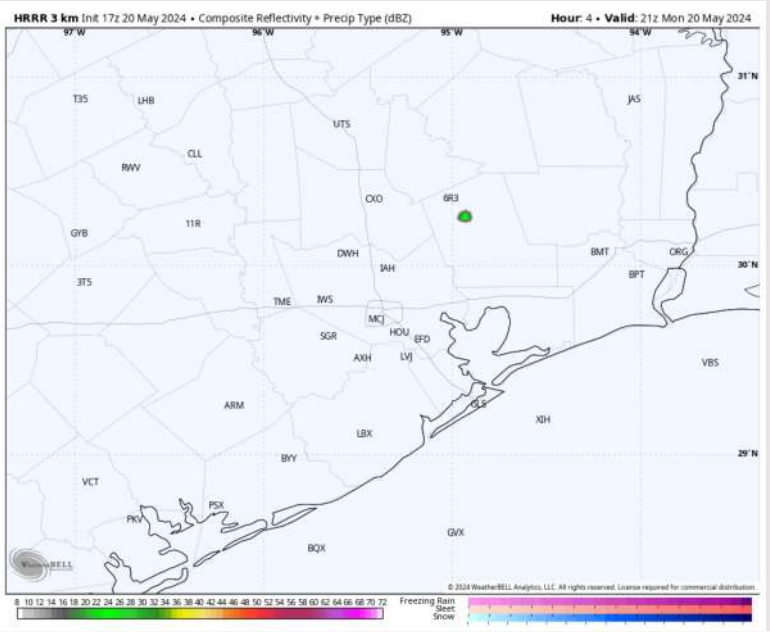 HRRR 3 km Init 17z 20 May 2024 • Composite Reflectivity + Precip Type (dBZ) Hour: 4 • Valid: 21z Mon 20 May 2024
97°W 96°W 95°W 94°W
31°N
T35 LHB JAS
UTS
CLL
RWV
CXO 6R3
11R
GYB
DWH BMT ORG
30°N
IAH
BPT
3T5
TME IWS
MCJ
HOU
SGR EFD
AXH LVJ
VBS
ARM GLS
XIH
LBX
29°N
BYY
VCT
PSX
PKV
GVX
BQX
WEATHERBELL
© 2024 WeatherBELL Analytics, LLC. All rights reserved. License required for commercial distribution.
8 10 12 14 16 18 20 22 24 26 28 30 32 34 36 38 40 42 44 46 48 50 52 54 56 58 60 62 64 66 68 70 72
Freezing Rain
Sleet
Snow